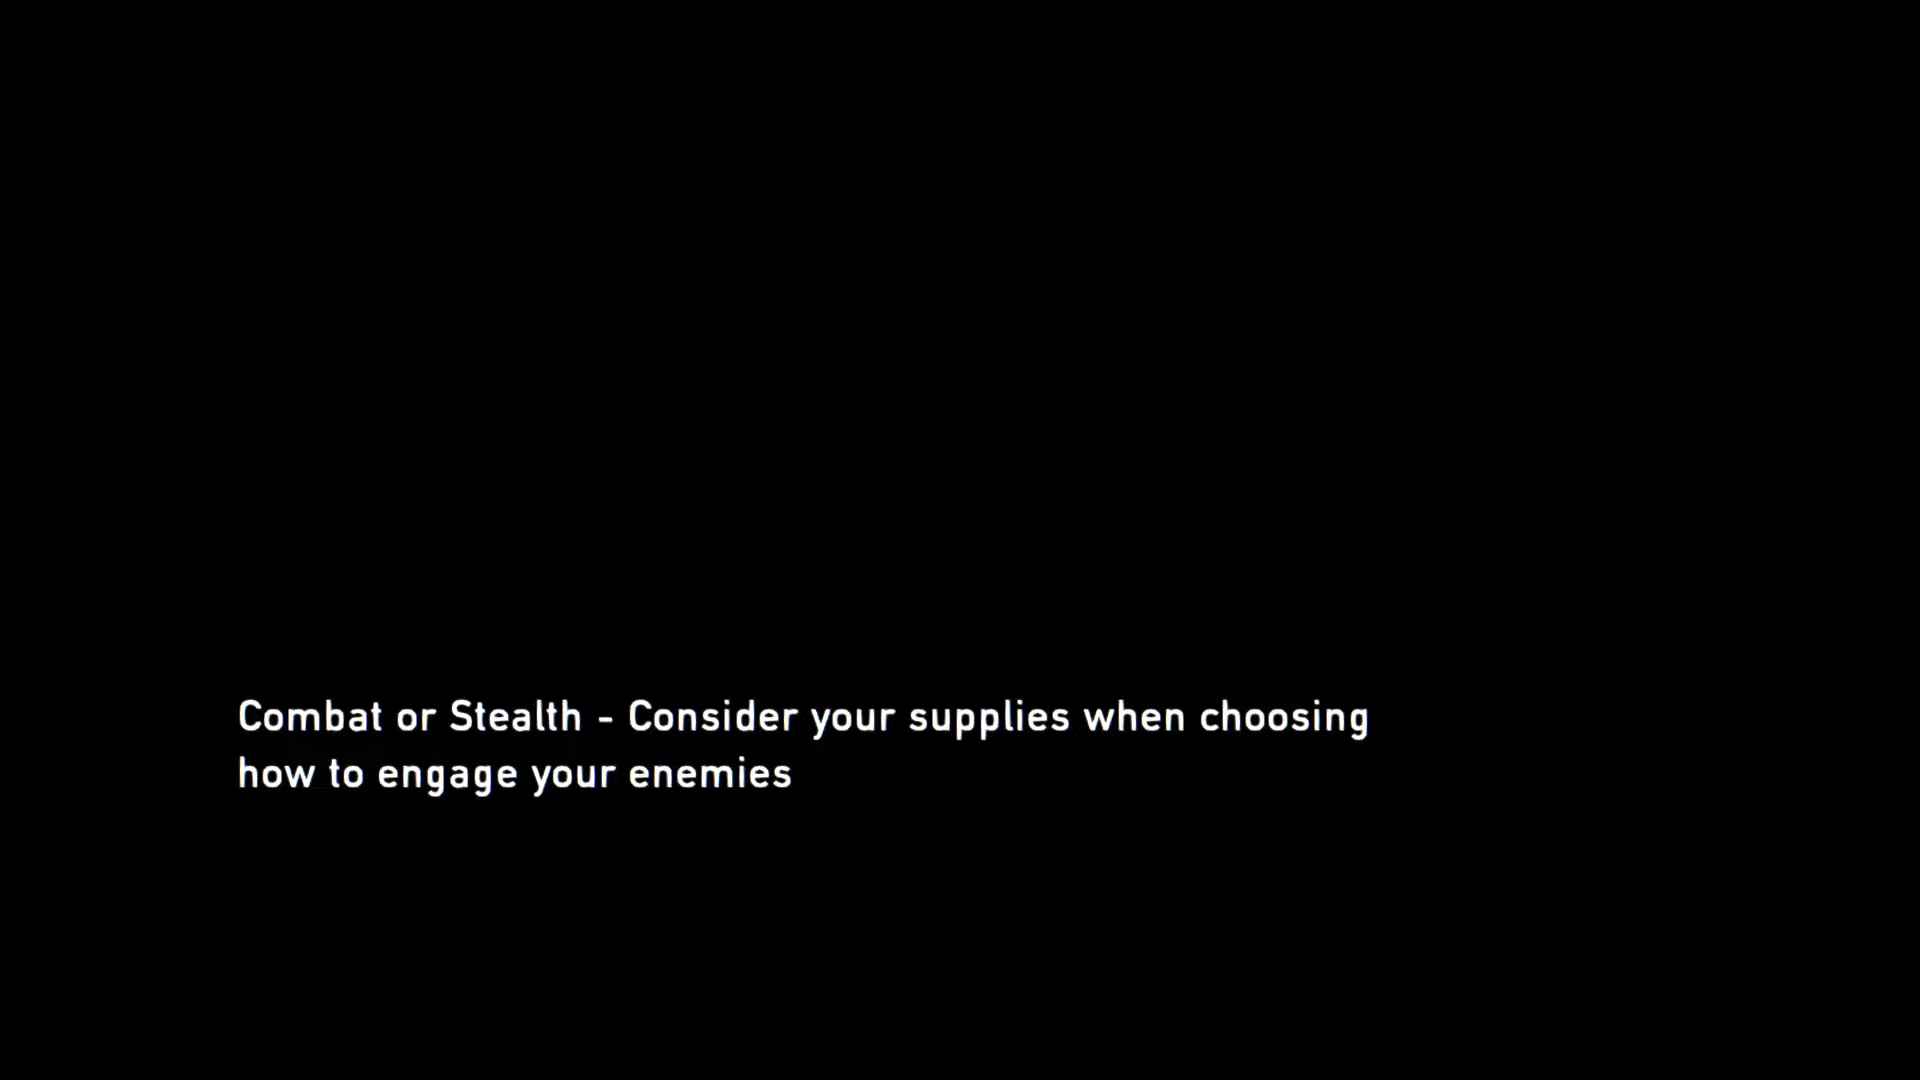 Combat or Stealth - Consider your supplies when choosing
how to engage your enemies